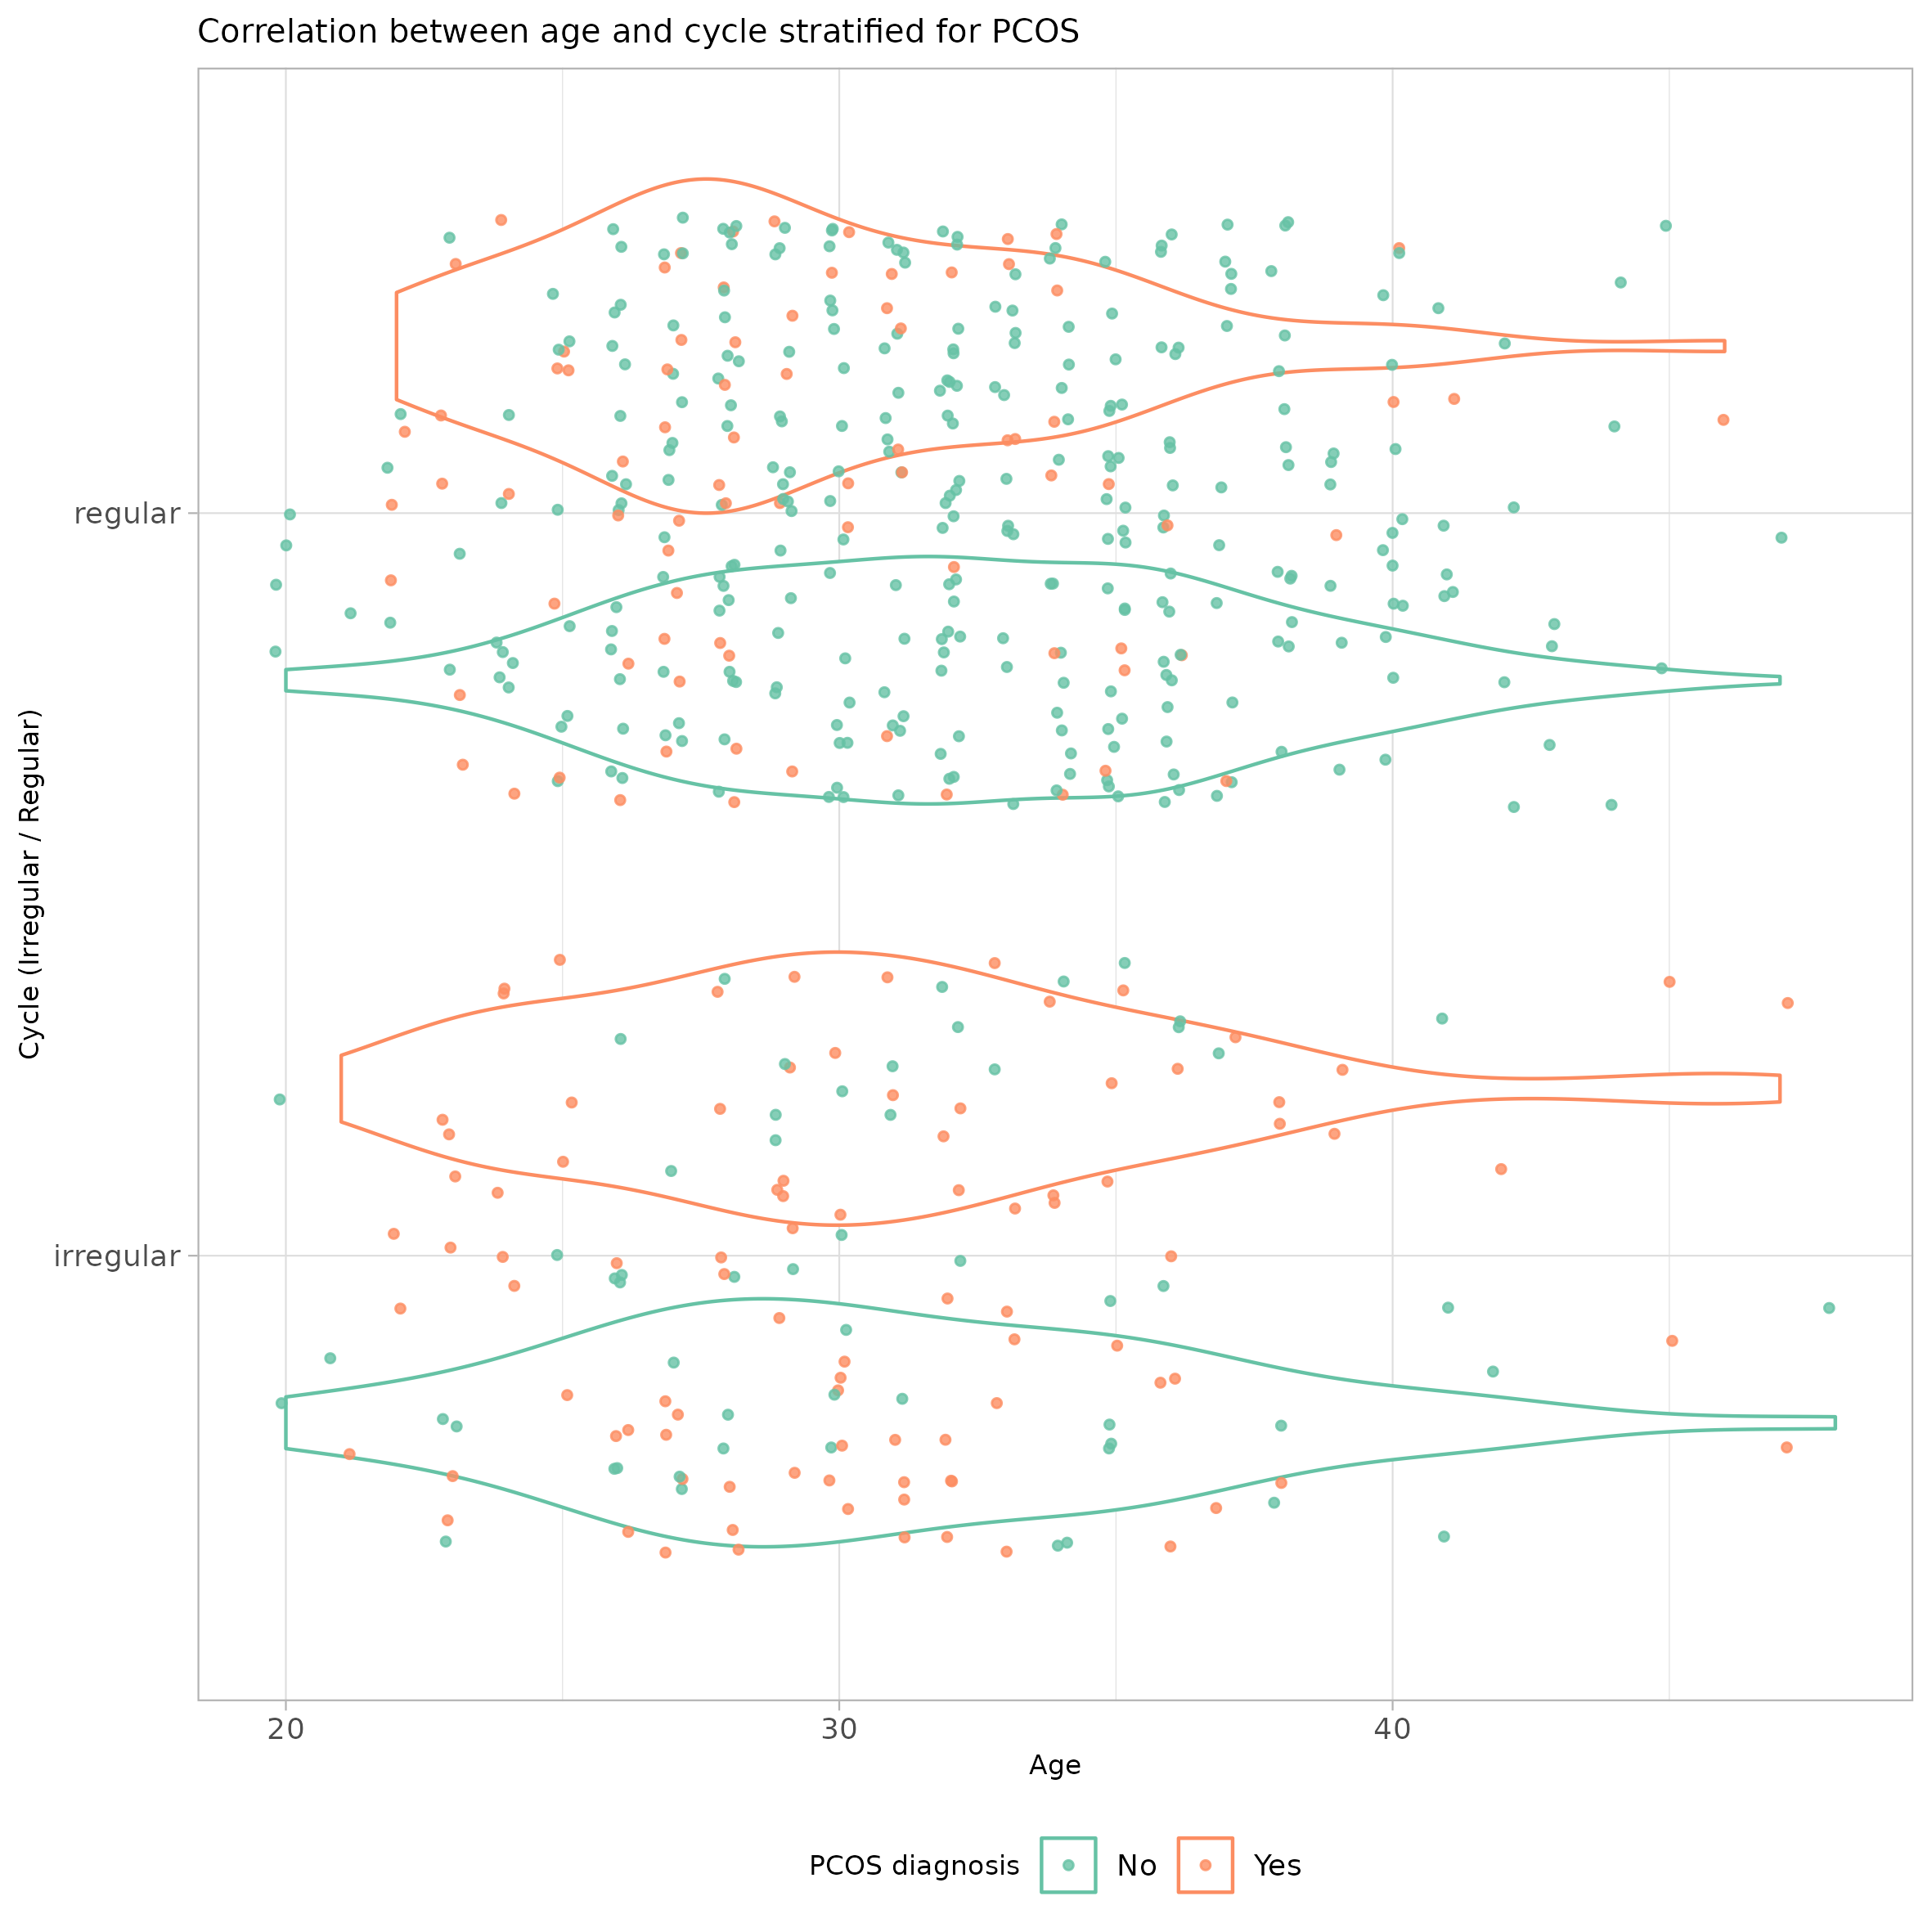 Correlation between age and cycle stratified for PCOS
Cycle (Irregular / Regular)
regular
irregular
20 30 40
Age
PCOS diagnosis No Yes